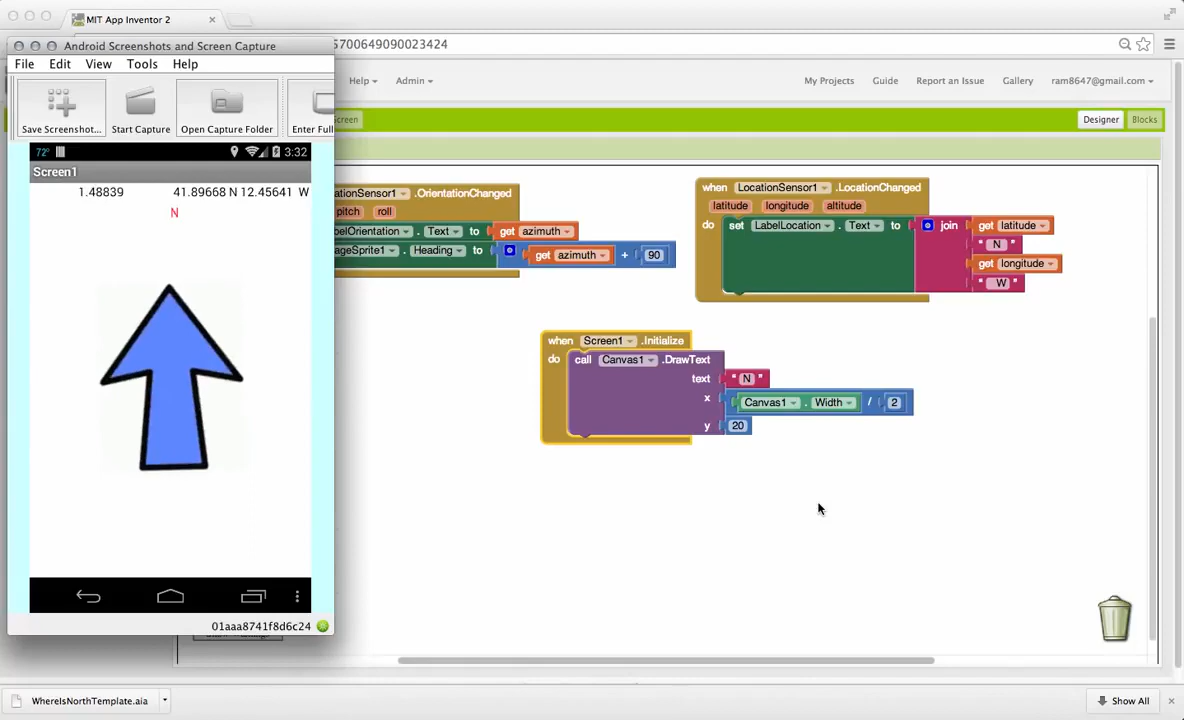 MIT App Inventor 2
Android Screenshots and Screen Capture
5700649090023424
File Edit View Tools Help
Help Admin
My Projects Guide Report an Issue Gallery ram8647@gmail.com
Save Screenshot... Start Capture Open Capture Folder Enter Full
Screen
Designer Blocks
72° 3:32
Screen1
1.48839 41.89668 N 12.45641 W
N
ationSensor1 .OrientationChanged
pitch roll
belOrientation . Text to get azimuth
ageSprite1 . Heading to get azimuth + 90
when LocationSensor1 .LocationChanged
latitude longitude altitude
do set LabelLocation . Text to join get latitude
" N "
get longitude
" W "
when Screen1 .Initialize
do call Canvas1 .DrawText
text " N "
x Canvas1 . Width / 2
y 20
01aaa8741f8d6c24
WhereIsNorthTemplate.aia
Show All